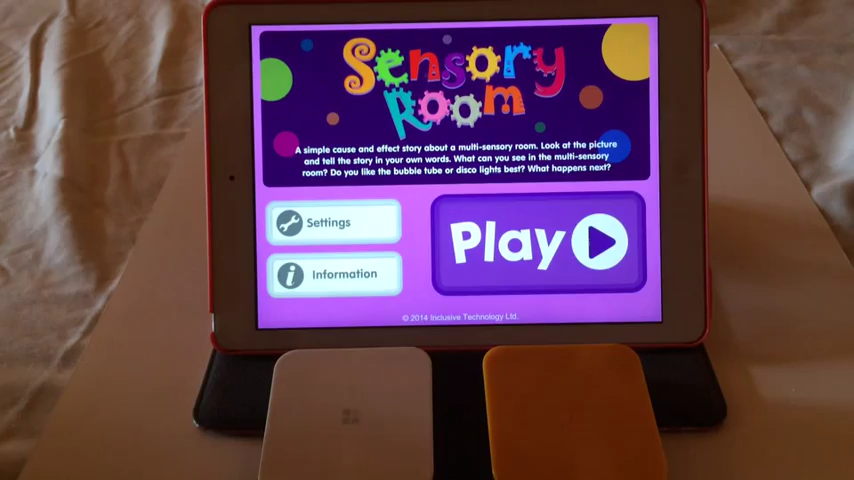 Sensory
Room
A simple cause and effect story about a multi-sensory room. Look at the picture
and tell the story in your own words. What can you see in the multi-sensory
room? Do you like the bubble tube or disco lights best? What happens next?
Settings
Play
Information
© 2014 Inclusive Technology Ltd.